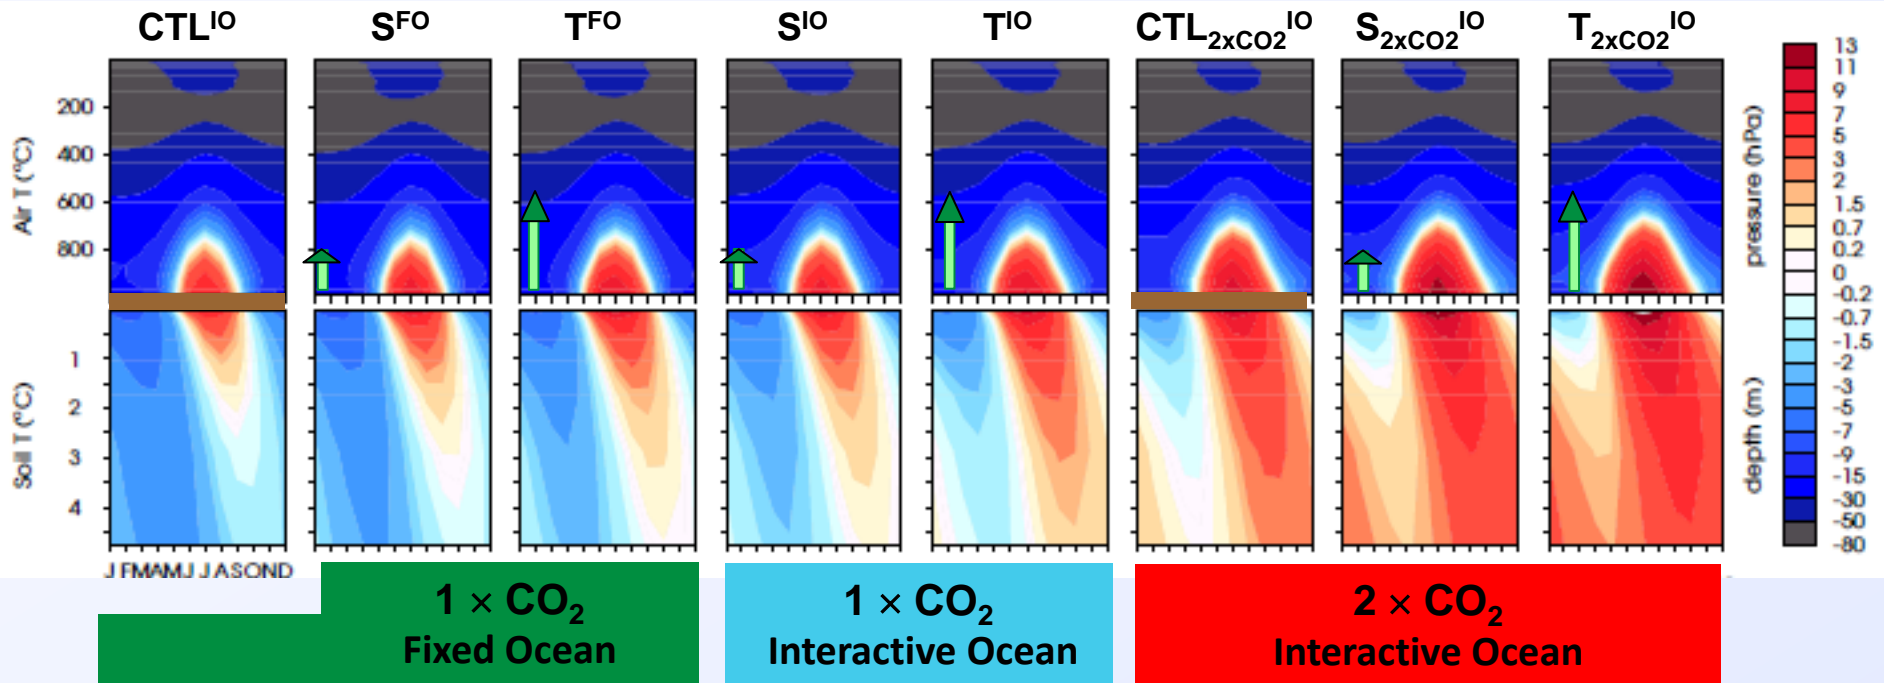 CTL^IO S^FO T^FO S^IO T^IO CTL_2xCO2^IO S_2xCO2^IO T_2xCO2^IO
Air T (°C)
200
400
600
800
Soil T (°C)
1
2
3
4
J FMAMJ JASOND
pressure (hPa)
depth (m)
13
11
9
7
5
3
2
1.5
0.7
0.2
0
-0.2
-0.7
-1.5
-2
-3
-5
-7
-9
-15
-30
-50
-80
1 × CO₂
Fixed Ocean
1 × CO₂
Interactive Ocean
2 × CO₂
Interactive Ocean